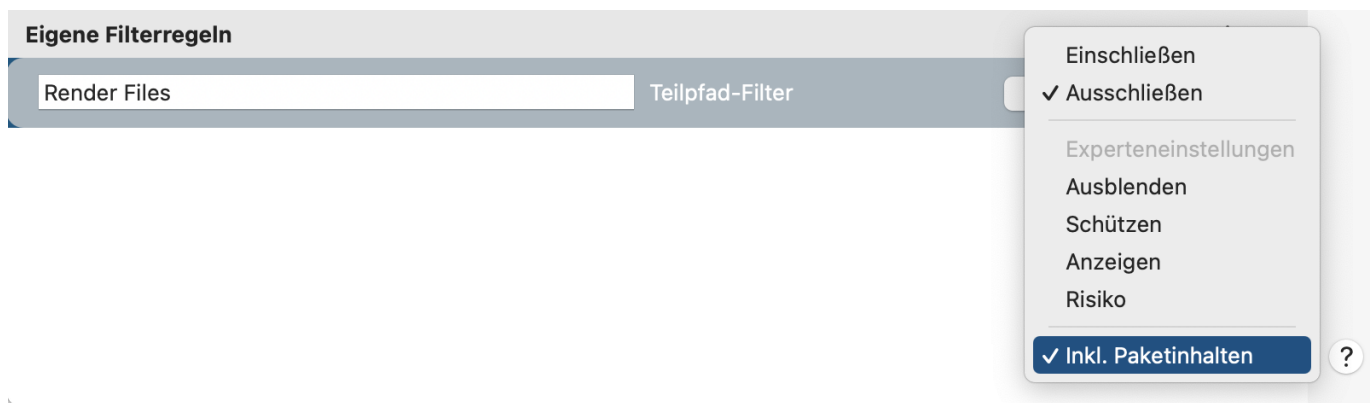 Eigene Filterregeln
Render Files
Teilpfad-Filter
Einschließen
✓ Ausschließen
Experteneinstellungen
Ausblenden
Schützen
Anzeigen
Risiko
✓ Inkl. Paketinhalten
?